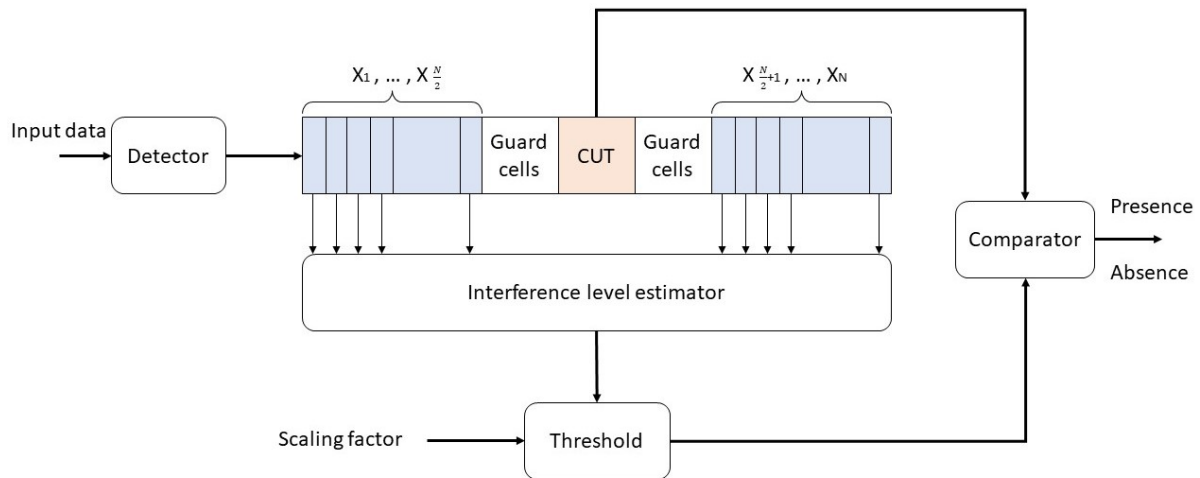 X1 , ... , X N/2
X N/2+1 , ... , XN
Input data
Detector
Guard
cells
CUT
Guard
cells
Presence
Comparator
Absence
Interference level estimator
Scaling factor
Threshold